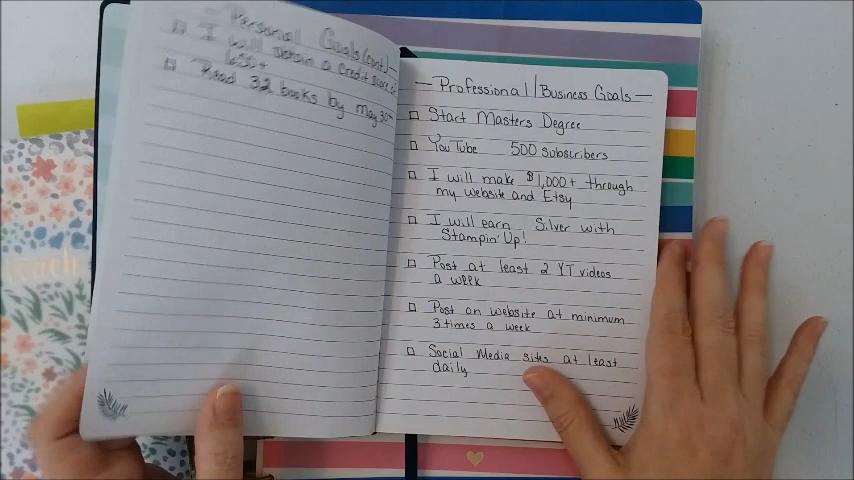 Personal Goals (cont)
I will obtain a credit score of
650+
Read 32 books by May 30th
Professional/Business Goals
Start Masters Degree
YouTube 500 subscribers
I will make $1,000+ through
my website and Etsy
I will earn Silver with
Stampin' Up!
Post at least 2 YT videos
a week
Post on website at minimum
3 times a week
Social Media sites at least
daily